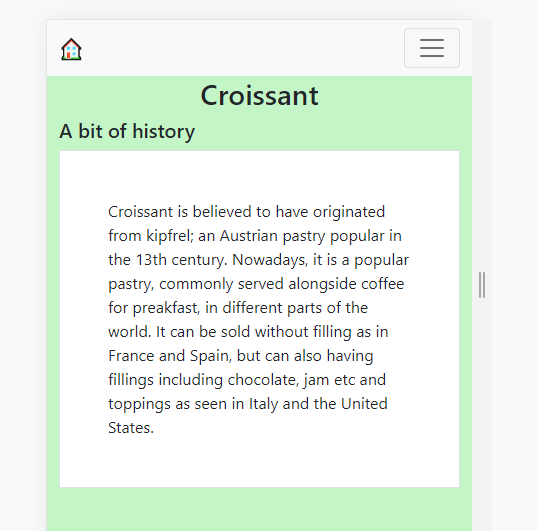 Croissant
A bit of history
Croissant is believed to have originated
from kipfrel; an Austrian pastry popular in
the 13th century. Nowadays, it is a popular
pastry, commonly served alongside coffee
for preakfast, in different parts of the
world. It can be sold without filling as in
France and Spain, but can also having
fillings including chocolate, jam etc and
toppings as seen in Italy and the United
States.